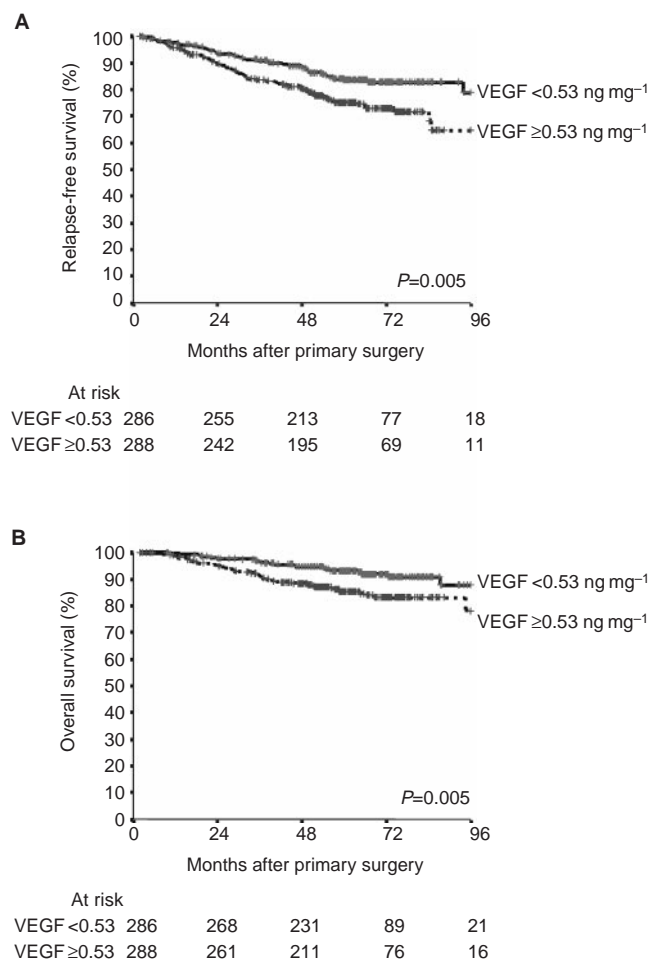 A
Relapse-free survival (%)
100
90
80
70
60
50
40
30
20
10
0
VEGF <0.53 ng mg⁻¹
VEGF ≥0.53 ng mg⁻¹
P=0.005
0 24 48 72 96
Months after primary surgery
At risk
VEGF <0.53 286 255 213 77 18
VEGF ≥0.53 288 242 195 69 11
B
Overall survival (%)
100
90
80
70
60
50
40
30
20
10
0
VEGF <0.53 ng mg⁻¹
VEGF ≥0.53 ng mg⁻¹
P=0.005
0 24 48 72 96
Months after primary surgery
At risk
VEGF <0.53 286 268 231 89 21
VEGF ≥0.53 288 261 211 76 16